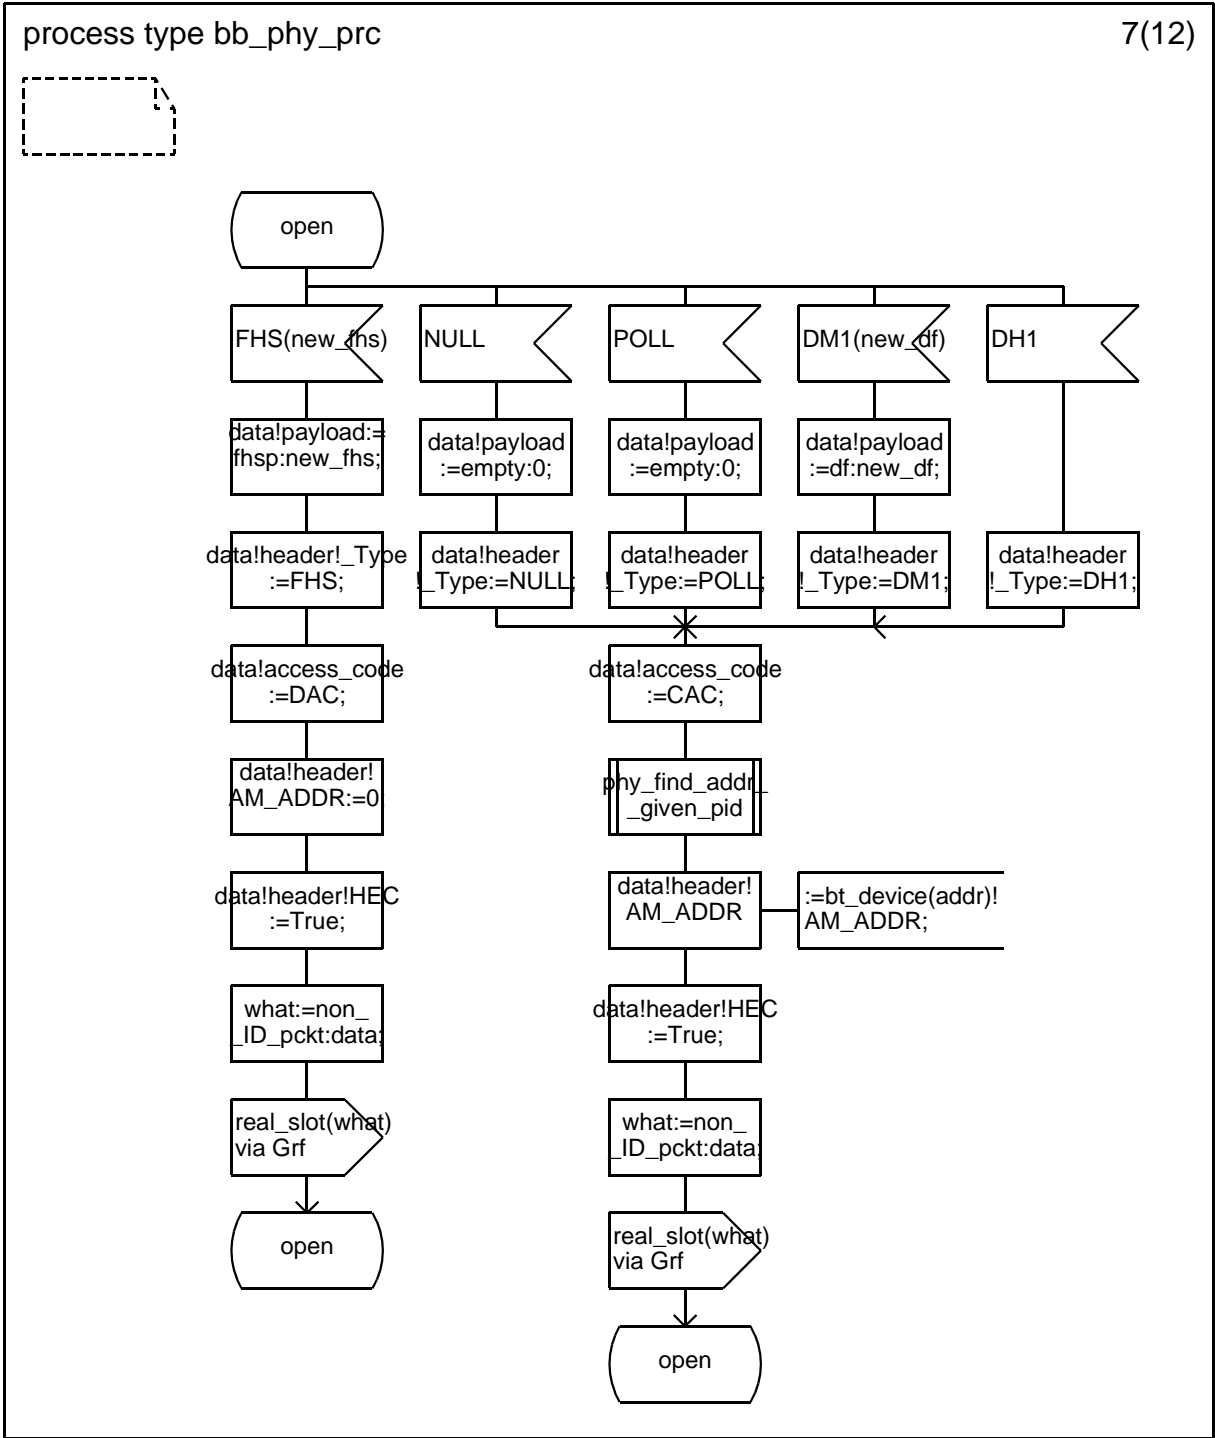 process type bb_phy_prc
7(12)
open
FHS(new_fhs)
NULL
POLL
DM1(new_df)
DH1
data!payload:=
fhsp:new_fhs;
data!payload
:=empty:0;
data!payload
:=empty:0;
data!payload
:=df:new_df;
data!header!_Type
:=FHS;
data!header
!_Type:=NULL;
data!header
!_Type:=POLL;
data!header
!_Type:=DM1;
data!header
!_Type:=DH1;
data!access_code
:=DAC;
data!access_code
:=CAC;
data!header!
AM_ADDR:=0;
phy_find_addr_
_given_pid
data!header!HEC
:=True;
data!header!
AM_ADDR
:=bt_device(addr)!
AM_ADDR;
what:=non_
_ID_pckt:data;
data!header!HEC
:=True;
real_slot(what)
via Grf
what:=non_
_ID_pckt:data;
open
real_slot(what)
via Grf
open